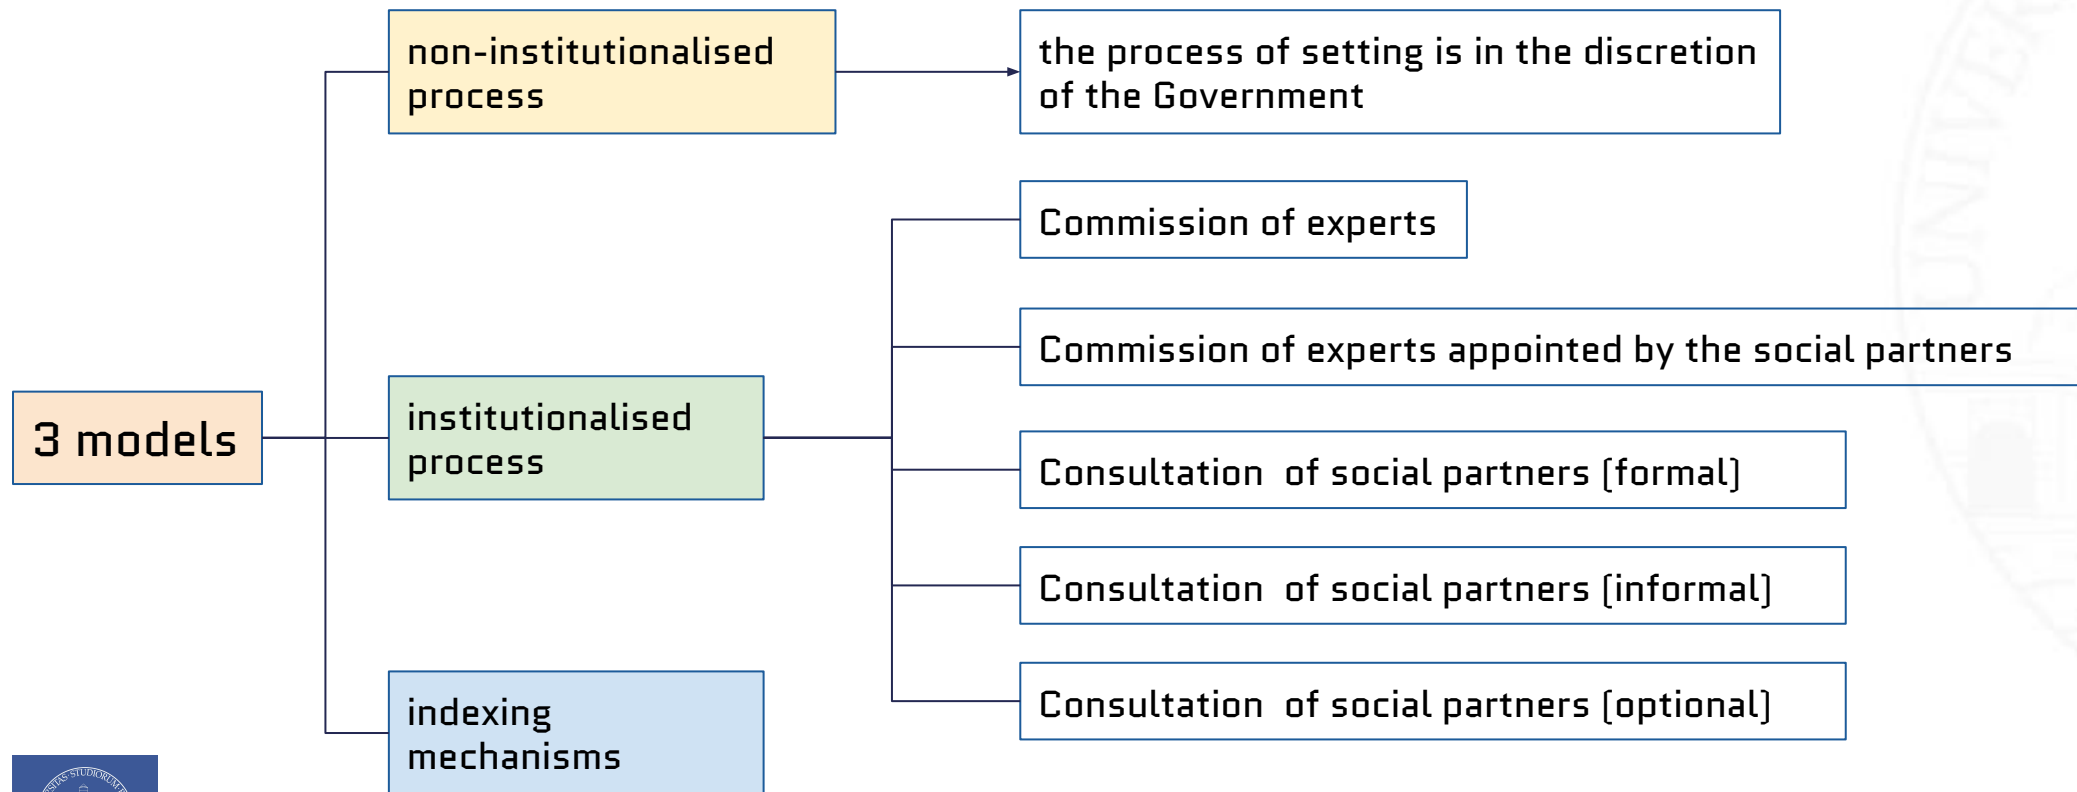 non-institutionalised
process
the process of setting is in the discretion
of the Government
Commission of experts
Commission of experts appointed by the social partners
3 models
institutionalised
process
Consultation  of social partners (formal)
Consultation  of social partners (informal)
Consultation  of social partners (optional)
indexing
mechanisms
STUDIORUM